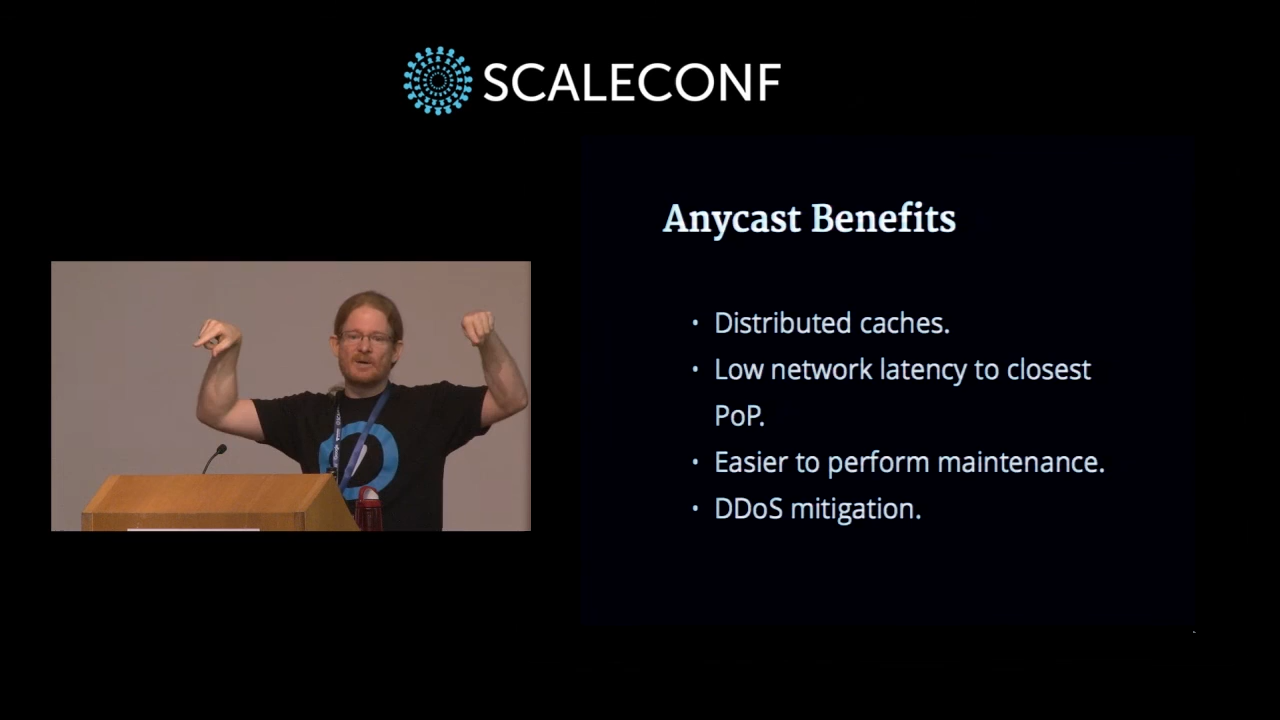 SCALECONF
Anycast Benefits
• Distributed caches.
• Low network latency to closest
PoP.
• Easier to perform maintenance.
• DDoS mitigation.